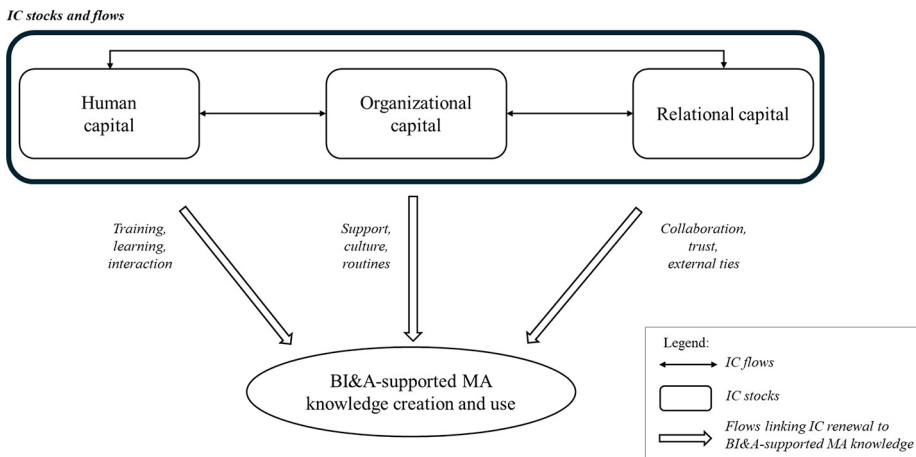 IC stocks and flows
Human
capital
Organizational
capital
Relational capital
Training,
learning,
interaction
Support,
culture,
routines
Collaboration,
trust,
external ties
BI&A-supported MA
knowledge creation and use
Legend:
IC flows
IC stocks
Flows linking IC renewal to
BI&A-supported MA knowledge